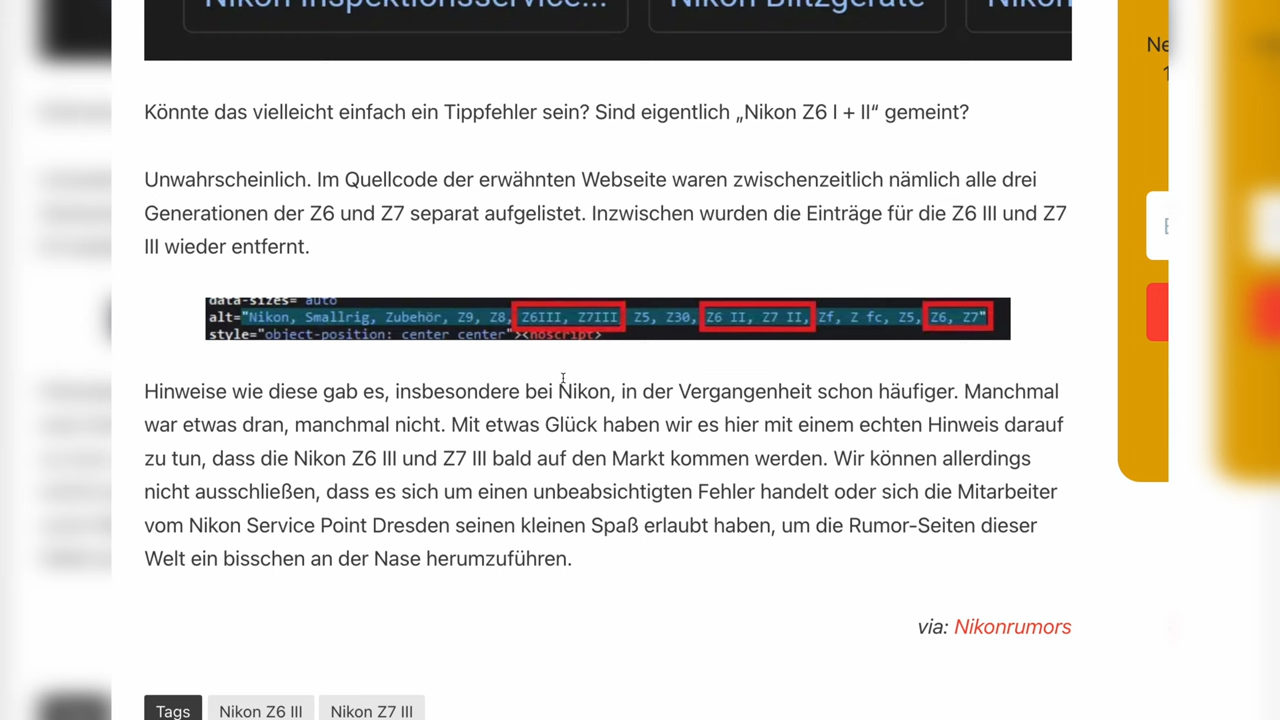 Nikon Inspektionsservice...
Nikon Blitzgeräte
Nikon
Ne
Könnte das vielleicht einfach ein Tippfehler sein? Sind eigentlich „Nikon Z6 I + II“ gemeint?
Unwahrscheinlich. Im Quellcode der erwähnten Webseite waren zwischenzeitlich nämlich alle drei
Generationen der Z6 und Z7 separat aufgelistet. Inzwischen wurden die Einträge für die Z6 III und Z7
III wieder entfernt.
data-sizes= auto
alt="Nikon, Smallrig, Zubehör, Z9, Z8, Z6III, Z7III Z5, Z30, Z6 II, Z7 II, Zf, Z fc, Z5, Z6, Z7"
style="object-position: center center"><noscript>
Hinweise wie diese gab es, insbesondere bei Nikon, in der Vergangenheit schon häufiger. Manchmal
war etwas dran, manchmal nicht. Mit etwas Glück haben wir es hier mit einem echten Hinweis darauf
zu tun, dass die Nikon Z6 III und Z7 III bald auf den Markt kommen werden. Wir können allerdings
nicht ausschließen, dass es sich um einen unbeabsichtigten Fehler handelt oder sich die Mitarbeiter
vom Nikon Service Point Dresden seinen kleinen Spaß erlaubt haben, um die Rumor-Seiten dieser
Welt ein bisschen an der Nase herumzuführen.
via: Nikonrumors
Tags
Nikon Z6 III
Nikon Z7 III